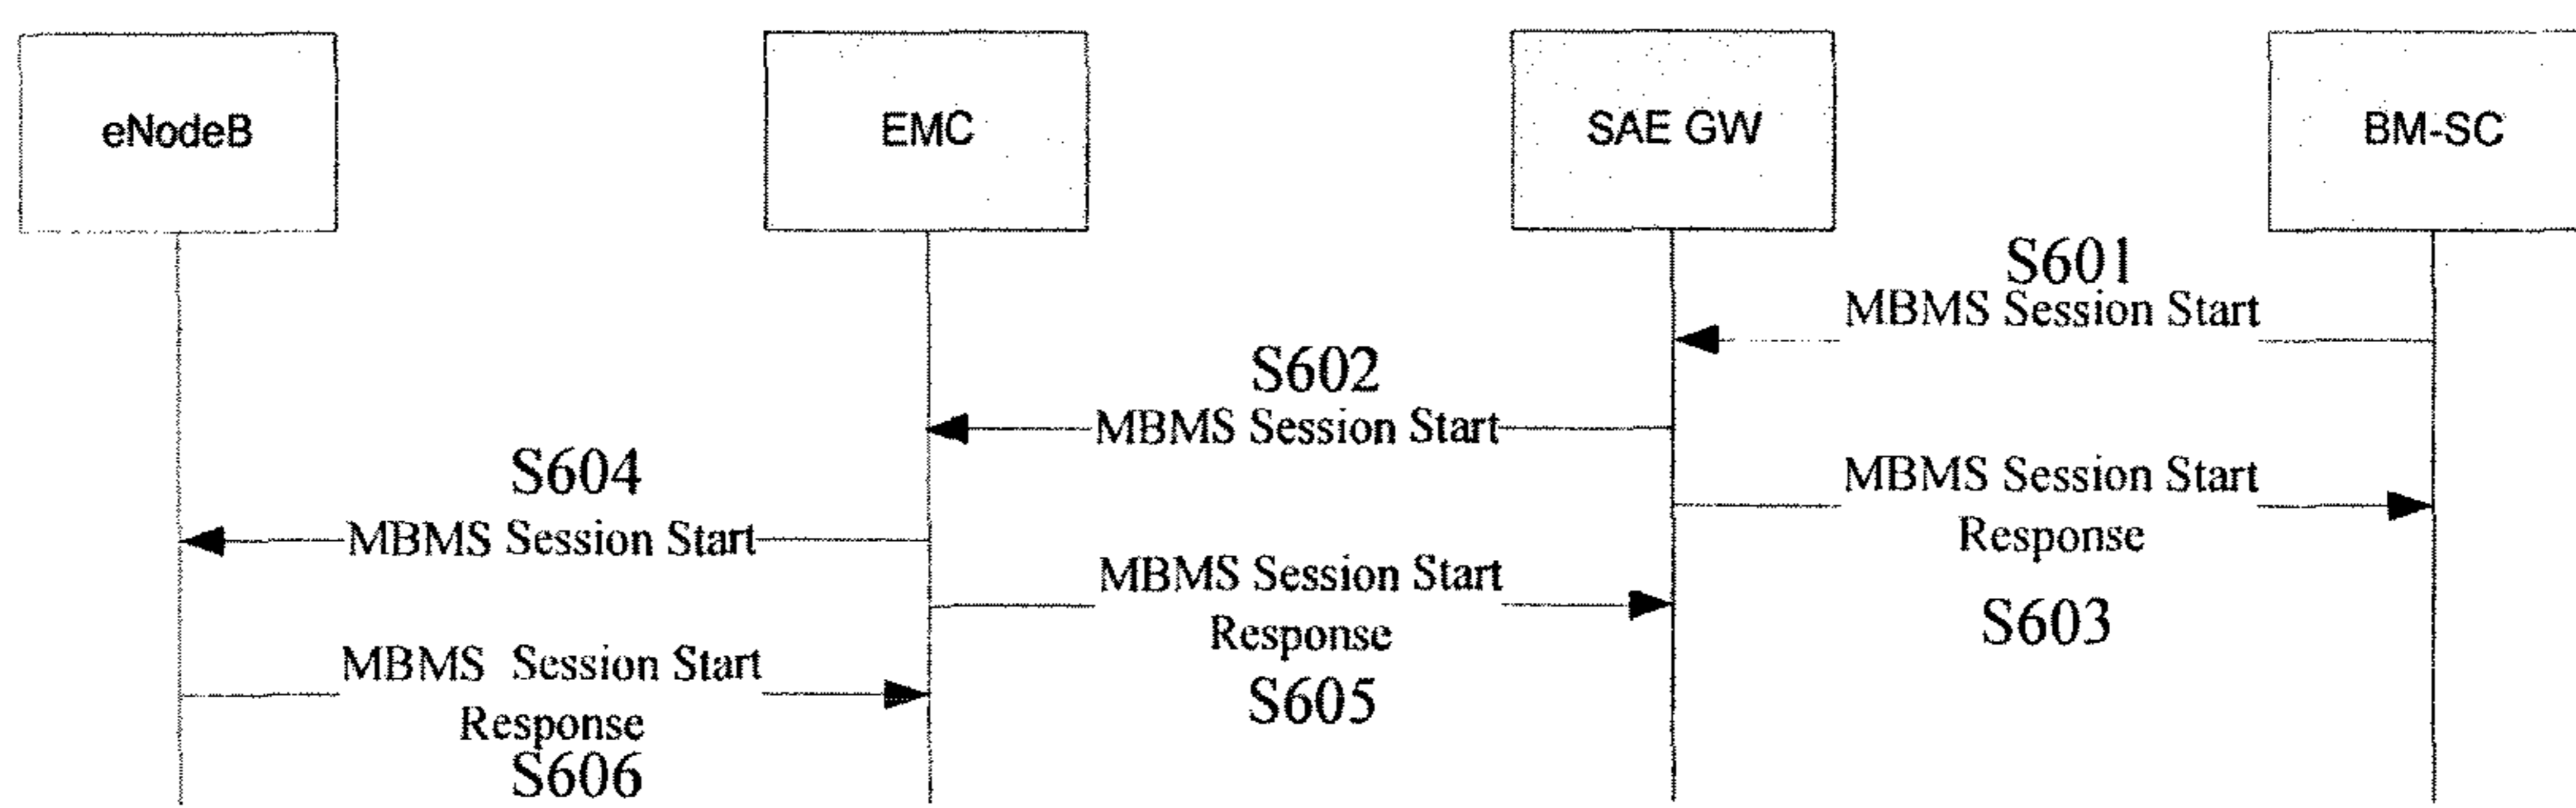 eNodeB
EMC
SAE GW
BM-SC
S601
MBMS Session Start
S602
MBMS Session Start
S604
MBMS Session Start
MBMS Session Start
Response
S603
MBMS Session Start
Response
S605
MBMS Session Start
Response
S606